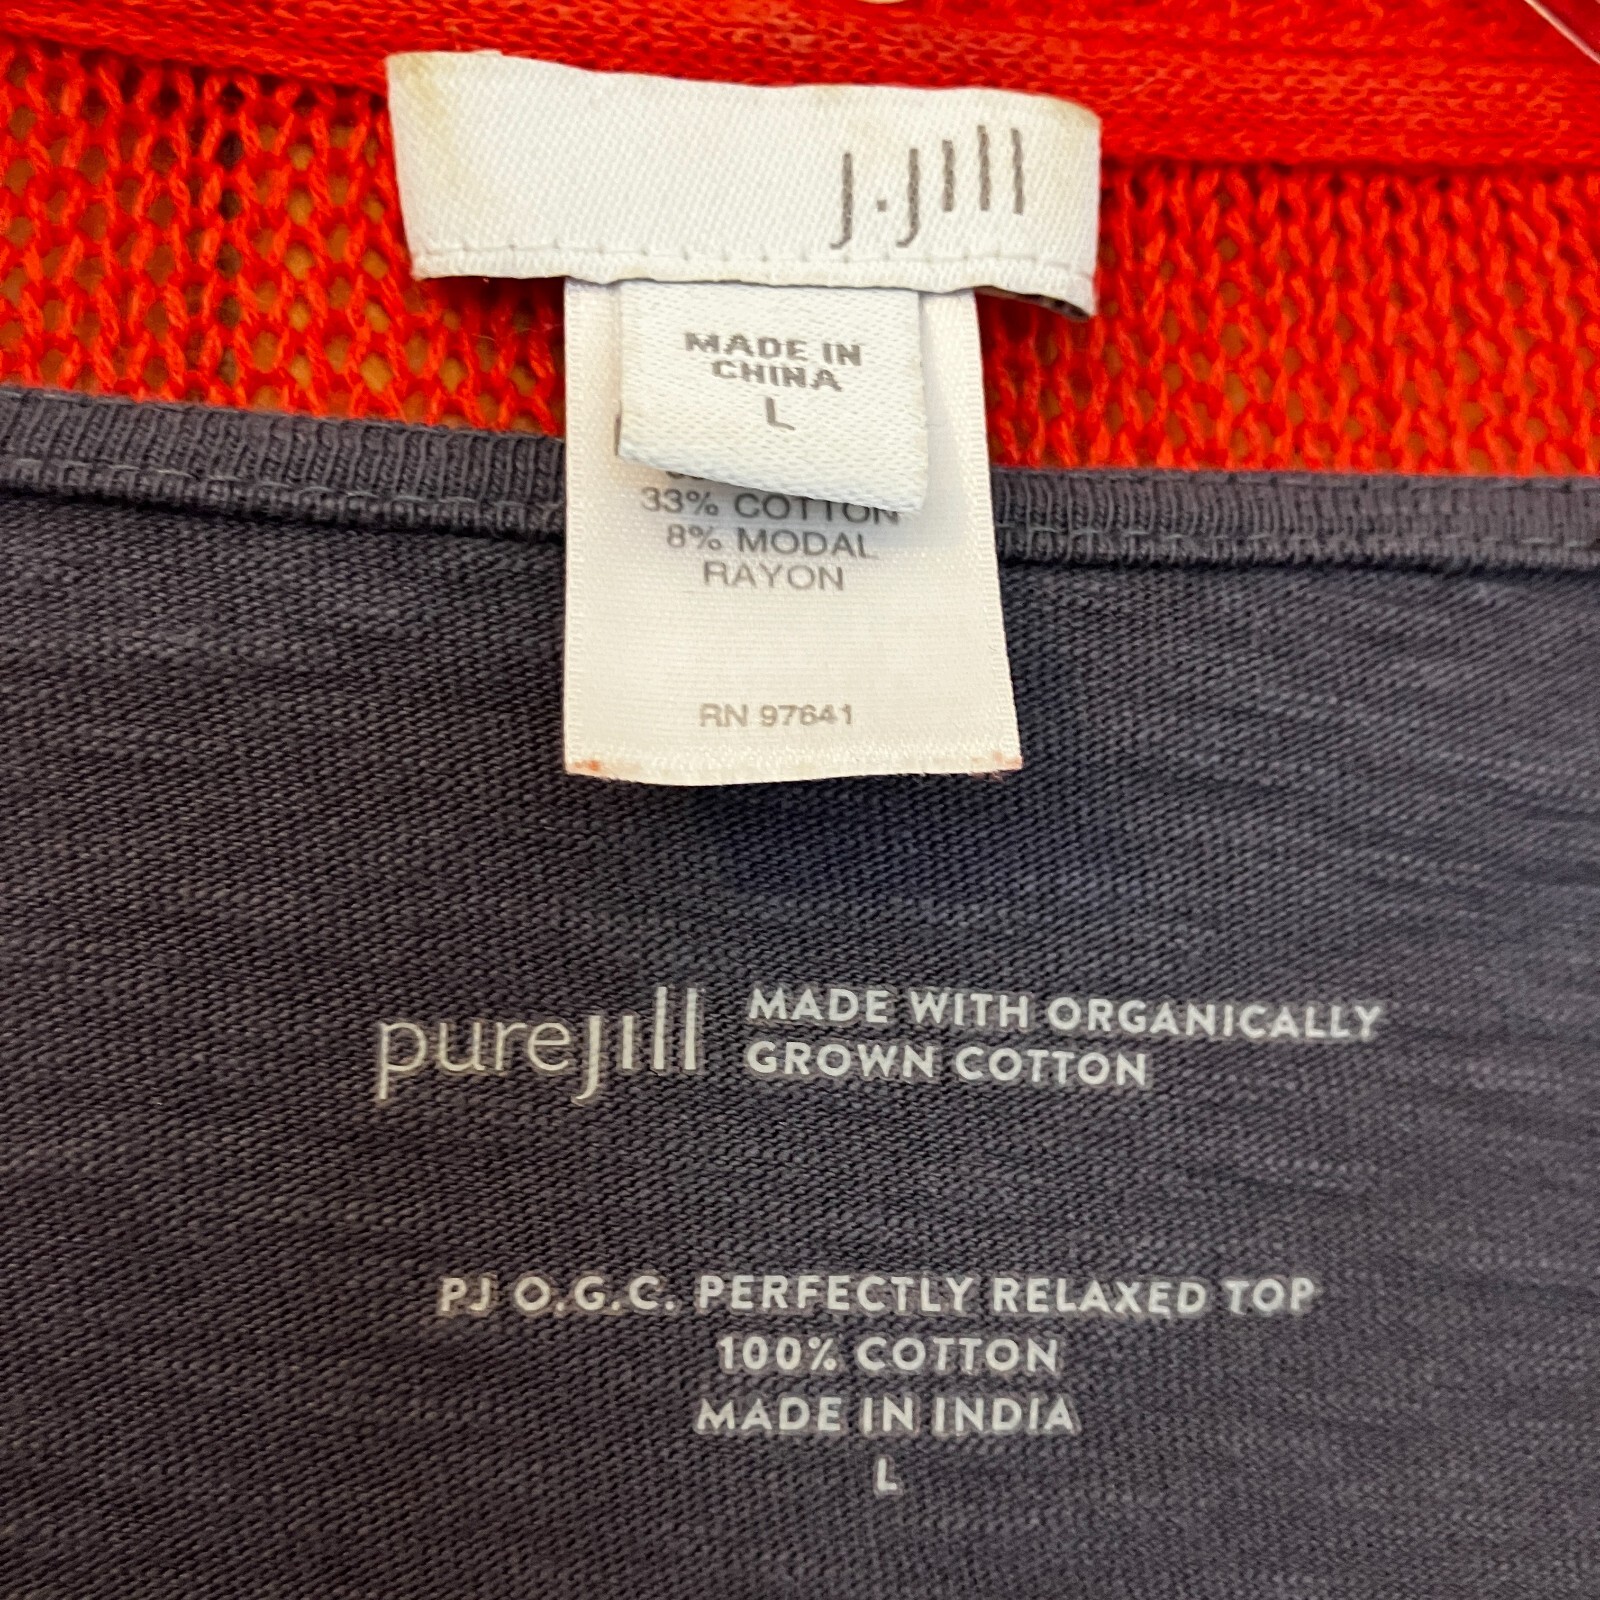 J.Jill
MADE IN
CHINA
L
33% COTTON
8% MODAL
RAYON
RN 97641
purejill
MADE WITH ORGANICALLY
GROWN COTTON
PJ O.G.C. PERFECTLY RELAXED TOP
100% COTTON
MADE IN INDIA
L